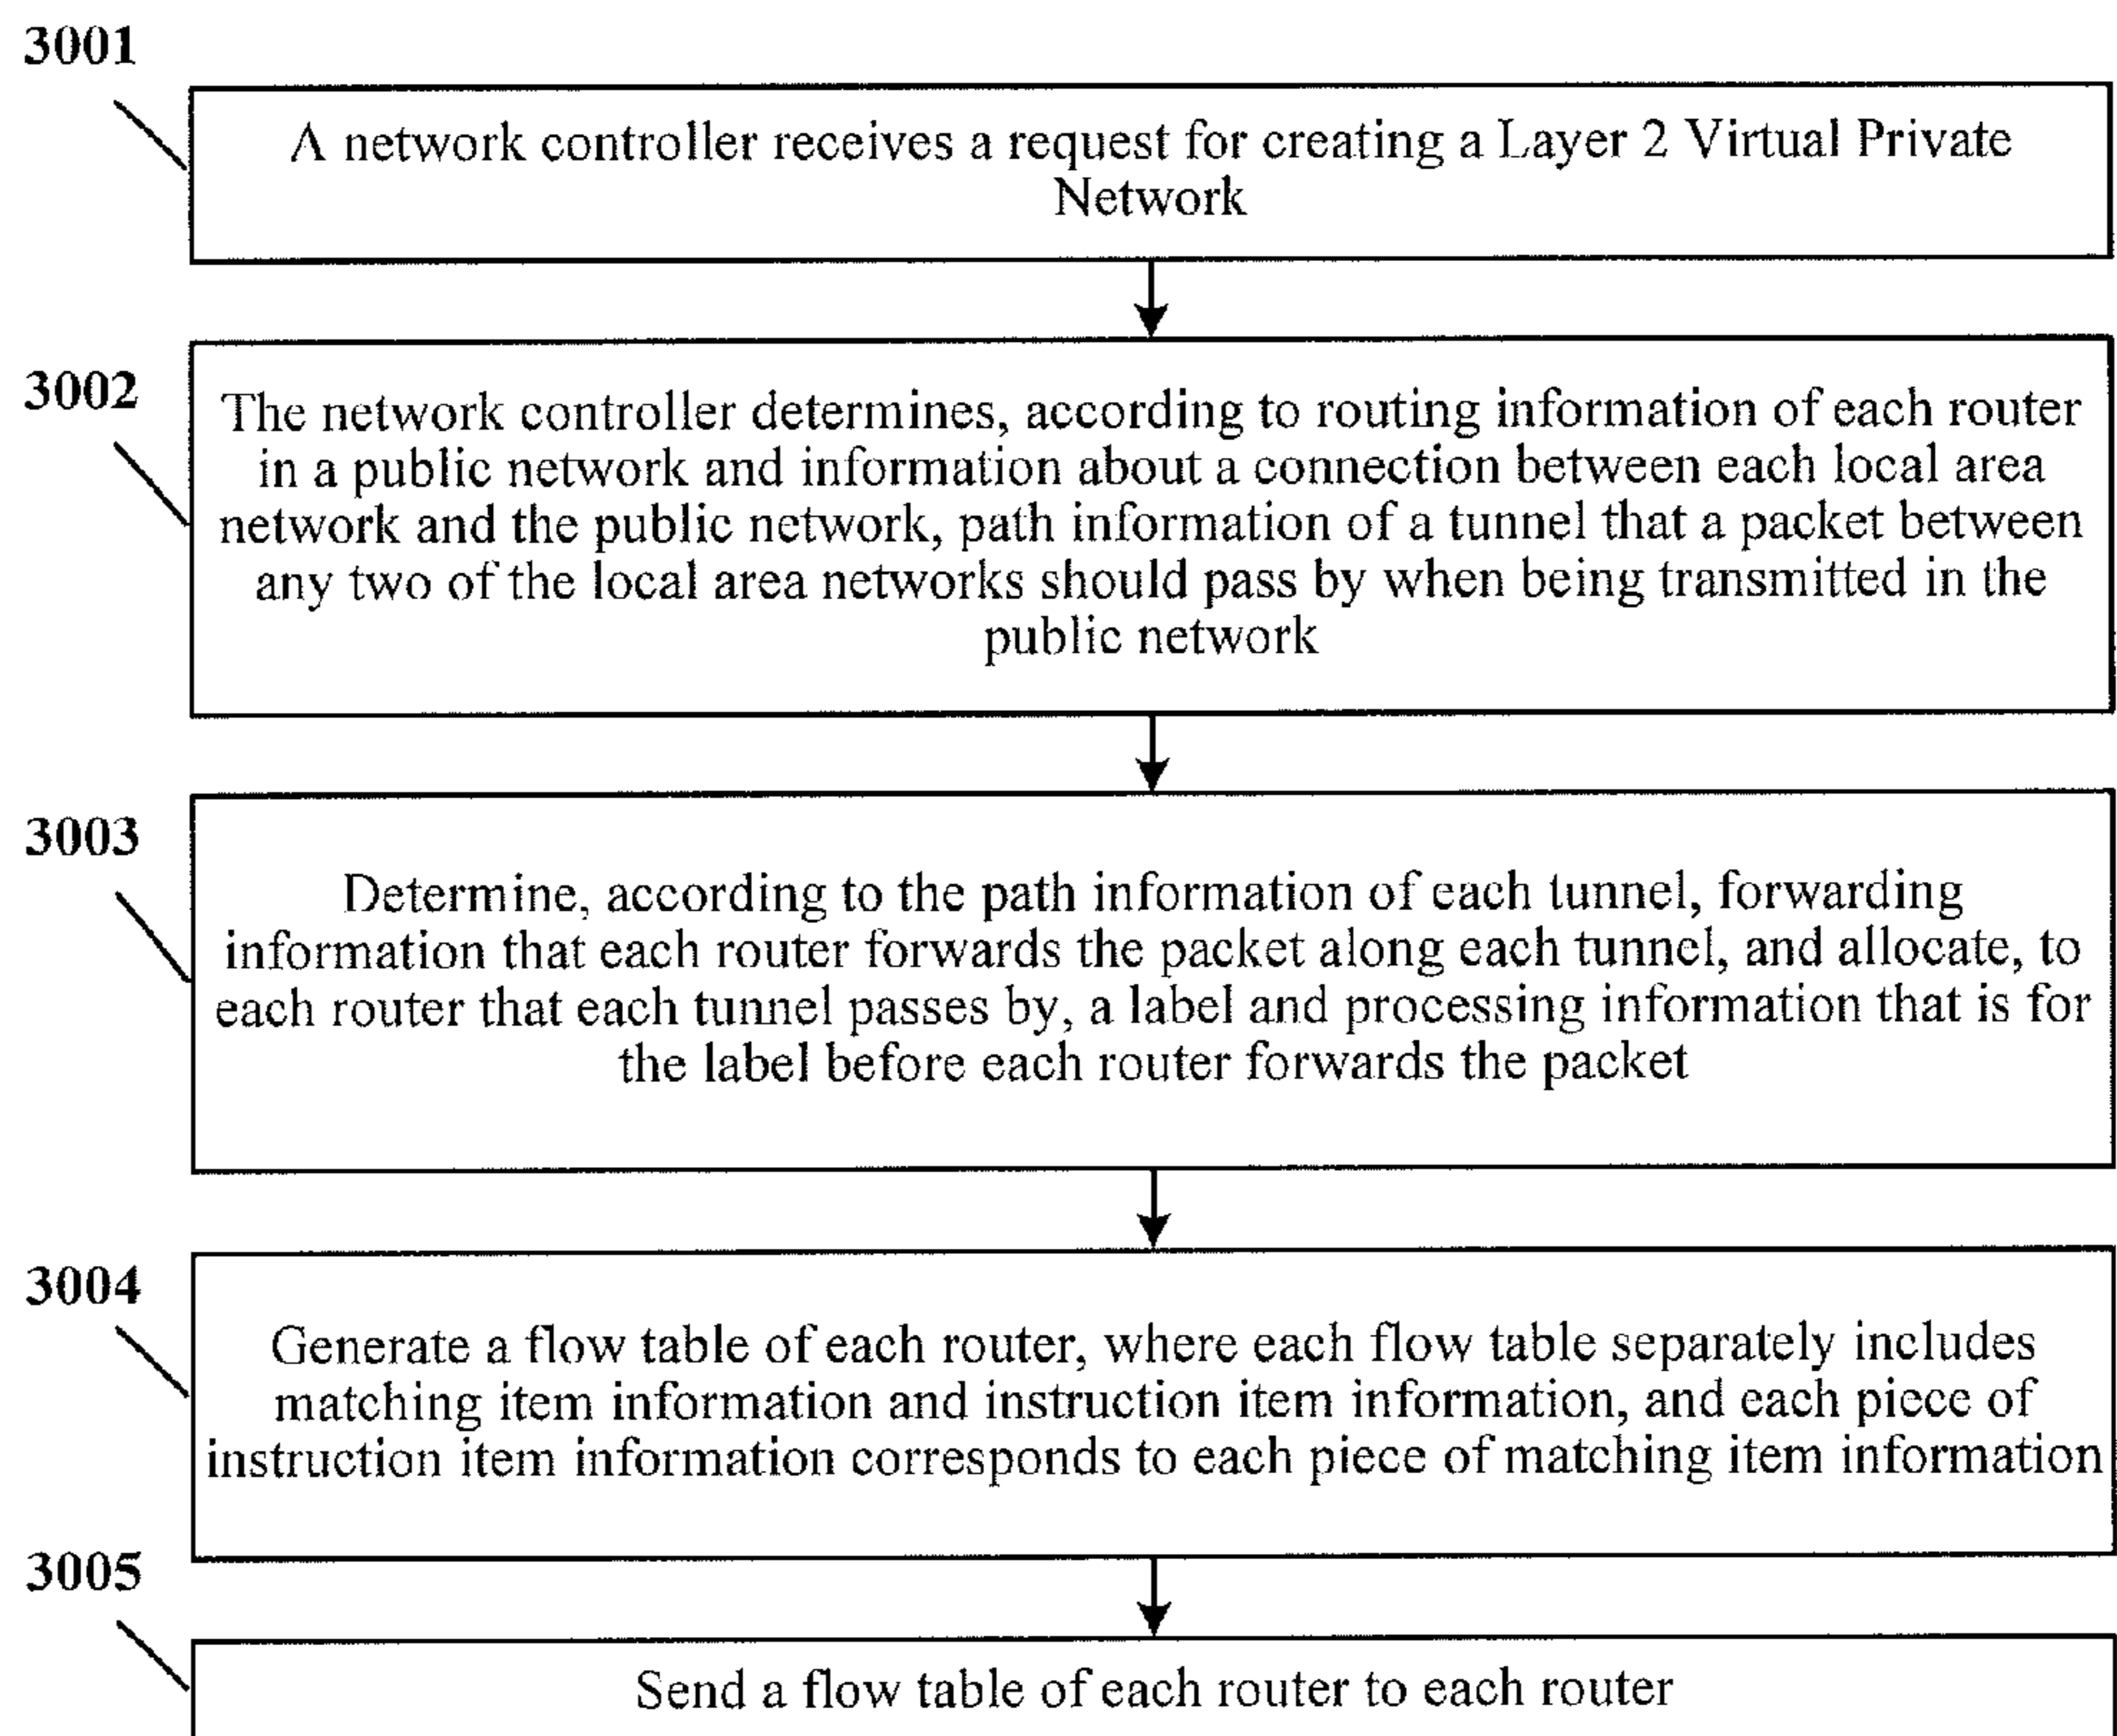 3001
A network controller receives a request for creating a Layer 2 Virtual Private
Network
3002
The network controller determines, according to routing information of each router
in a public network and information about a connection between each local area
network and the public network, path information of a tunnel that a packet between
any two of the local area networks should pass by when being transmitted in the
public network
3003
Determine, according to the path information of each tunnel, forwarding
information that each router forwards the packet along each tunnel, and allocate, to
each router that each tunnel passes by, a label and processing information that is for
the label before each router forwards the packet
3004
Generate a flow table of each router, where each flow table separately includes
matching item information and instruction item information, and each piece of
instruction item information corresponds to each piece of matching item information
3005
Send a flow table of each router to each router